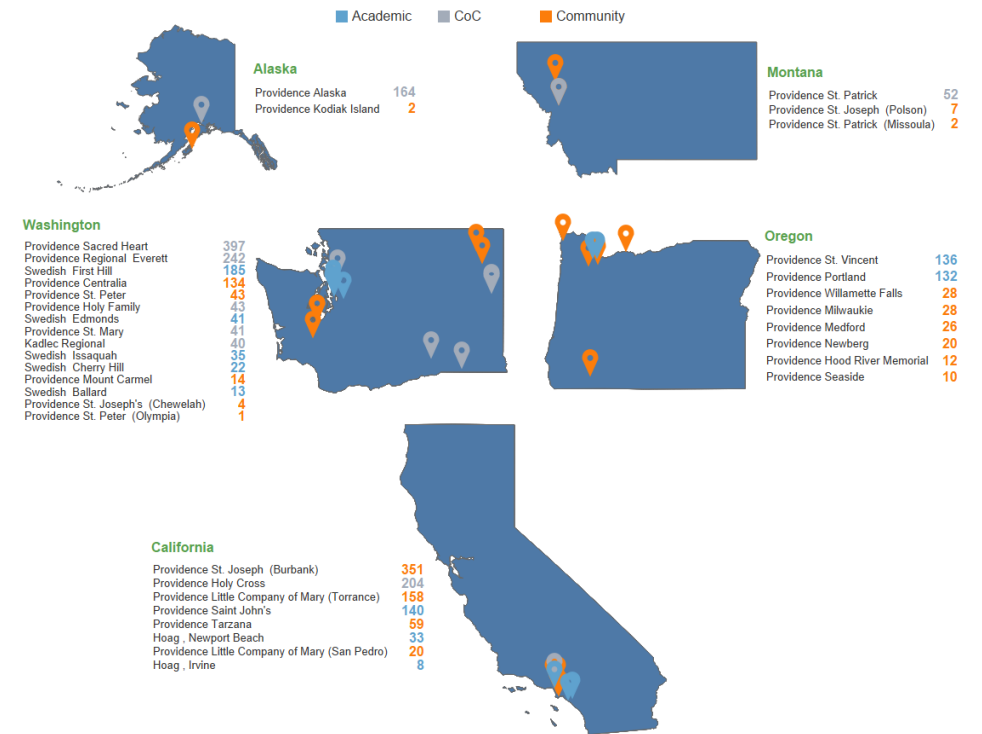 Academic CoC Community
Alaska
Providence Alaska 164
Providence Kodiak Island 2
Montana
Providence St. Patrick 52
Providence St. Joseph (Polson) 7
Providence St. Patrick (Missoula) 2
Washington
Providence Sacred Heart 397
Providence Regional Everett 242
Swedish First Hill 185
Providence Centralia 134
Providence St. Peter 43
Providence Holy Family 43
Swedish Edmonds 41
Providence St. Mary 41
Kadlec Regional 40
Swedish Issaquah 35
Swedish Cherry Hill 22
Providence Mount Carmel 14
Swedish Ballard 13
Providence St. Joseph's (Chewelah) 4
Providence St. Peter (Olympia) 1
Oregon
Providence St. Vincent 136
Providence Portland 132
Providence Willamette Falls 28
Providence Milwaukie 28
Providence Medford 26
Providence Newberg 20
Providence Hood River Memorial 12
Providence Seaside 10
California
Providence St. Joseph (Burbank) 351
Providence Holy Cross 204
Providence Little Company of Mary (Torrance) 158
Providence Saint John's 140
Providence Tarzana 59
Hoag , Newport Beach 33
Providence Little Company of Mary (San Pedro) 20
Hoag , Irvine 8